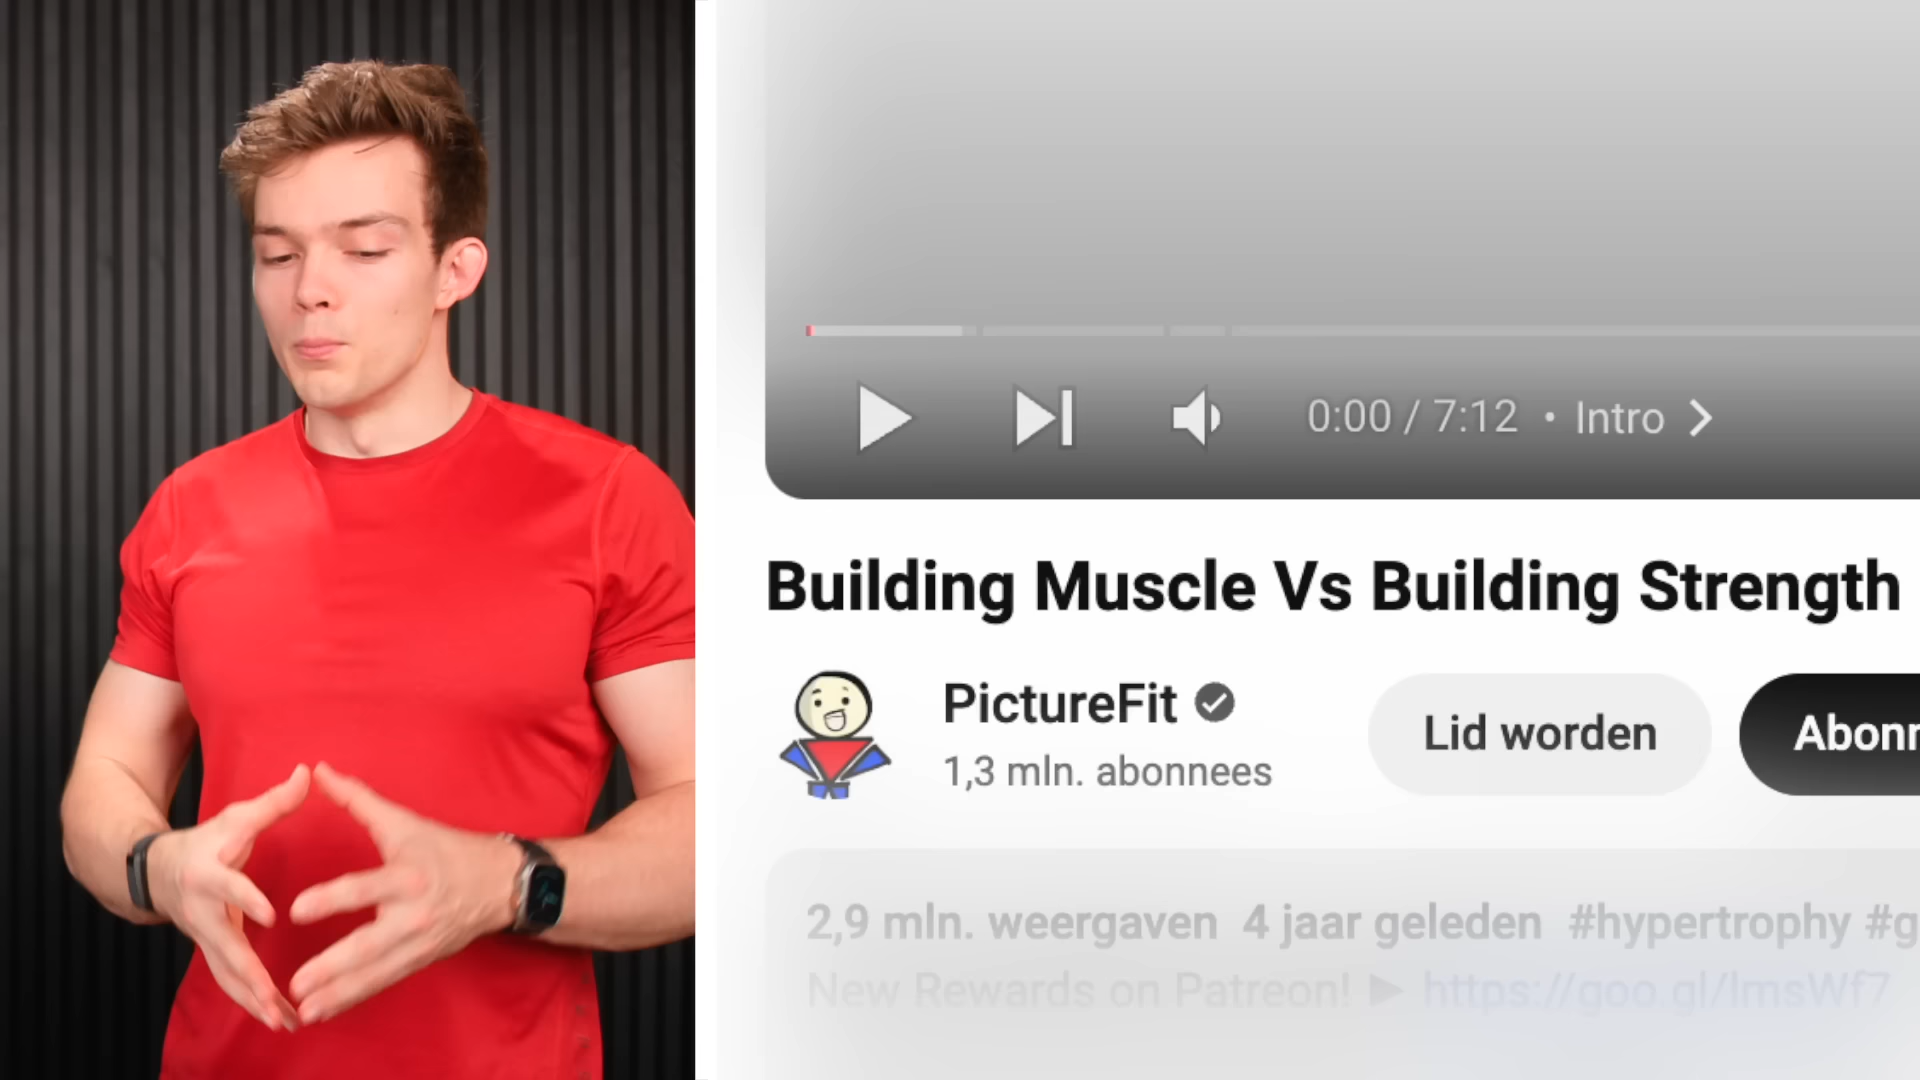 0:00 / 7:12 • Intro
Building Muscle Vs Building Strength
PictureFit
1,3 mln. abonnees
Lid worden
Abonn
2,9 mln. weergaven 4 jaar geleden #hypertrophy #g
New Rewards on Patreon! ► https://goo.gl/lmsWf7